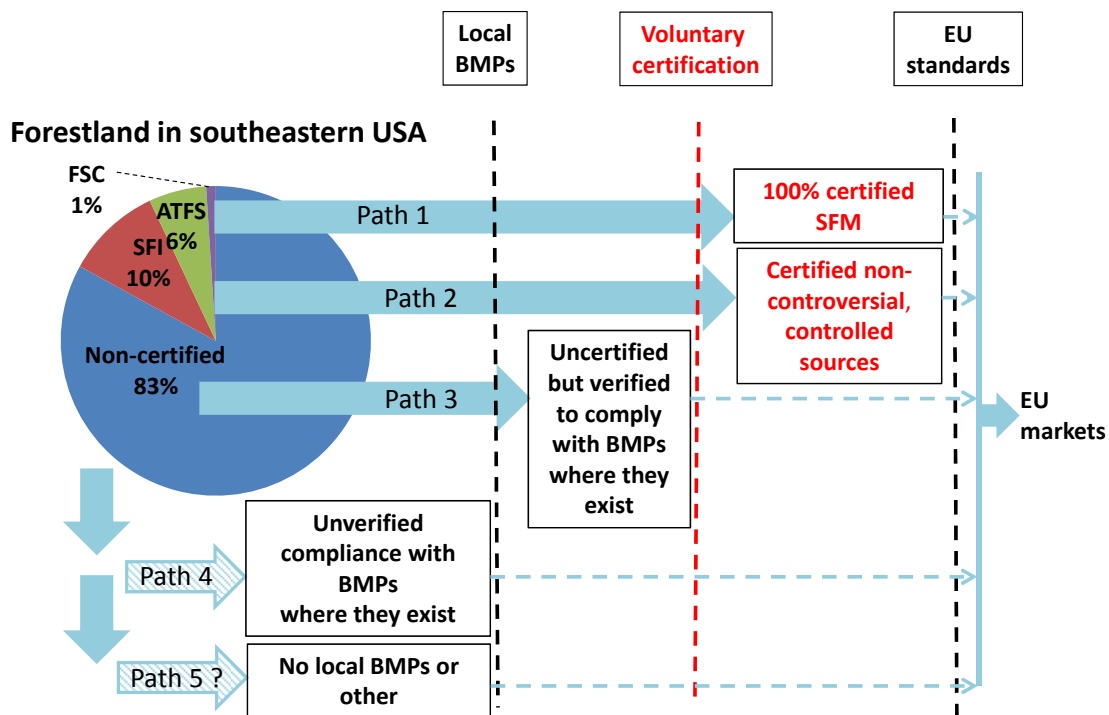 Local
BMPs
Voluntary
certification
EU
standards
Forestland in southeastern USA
FSC
1%
ATFS
6%
SFI
10%
Non-certified
83%
Path 1
100% certified
SFM
Path 2
Certified non-
controversial,
controlled
sources
Path 3
Uncertified
but verified
to comply
with BMPs
where they
exist
EU
markets
Path 4
Unverified
compliance with
BMPs
where they exist
Path 5 ?
No local BMPs or
other